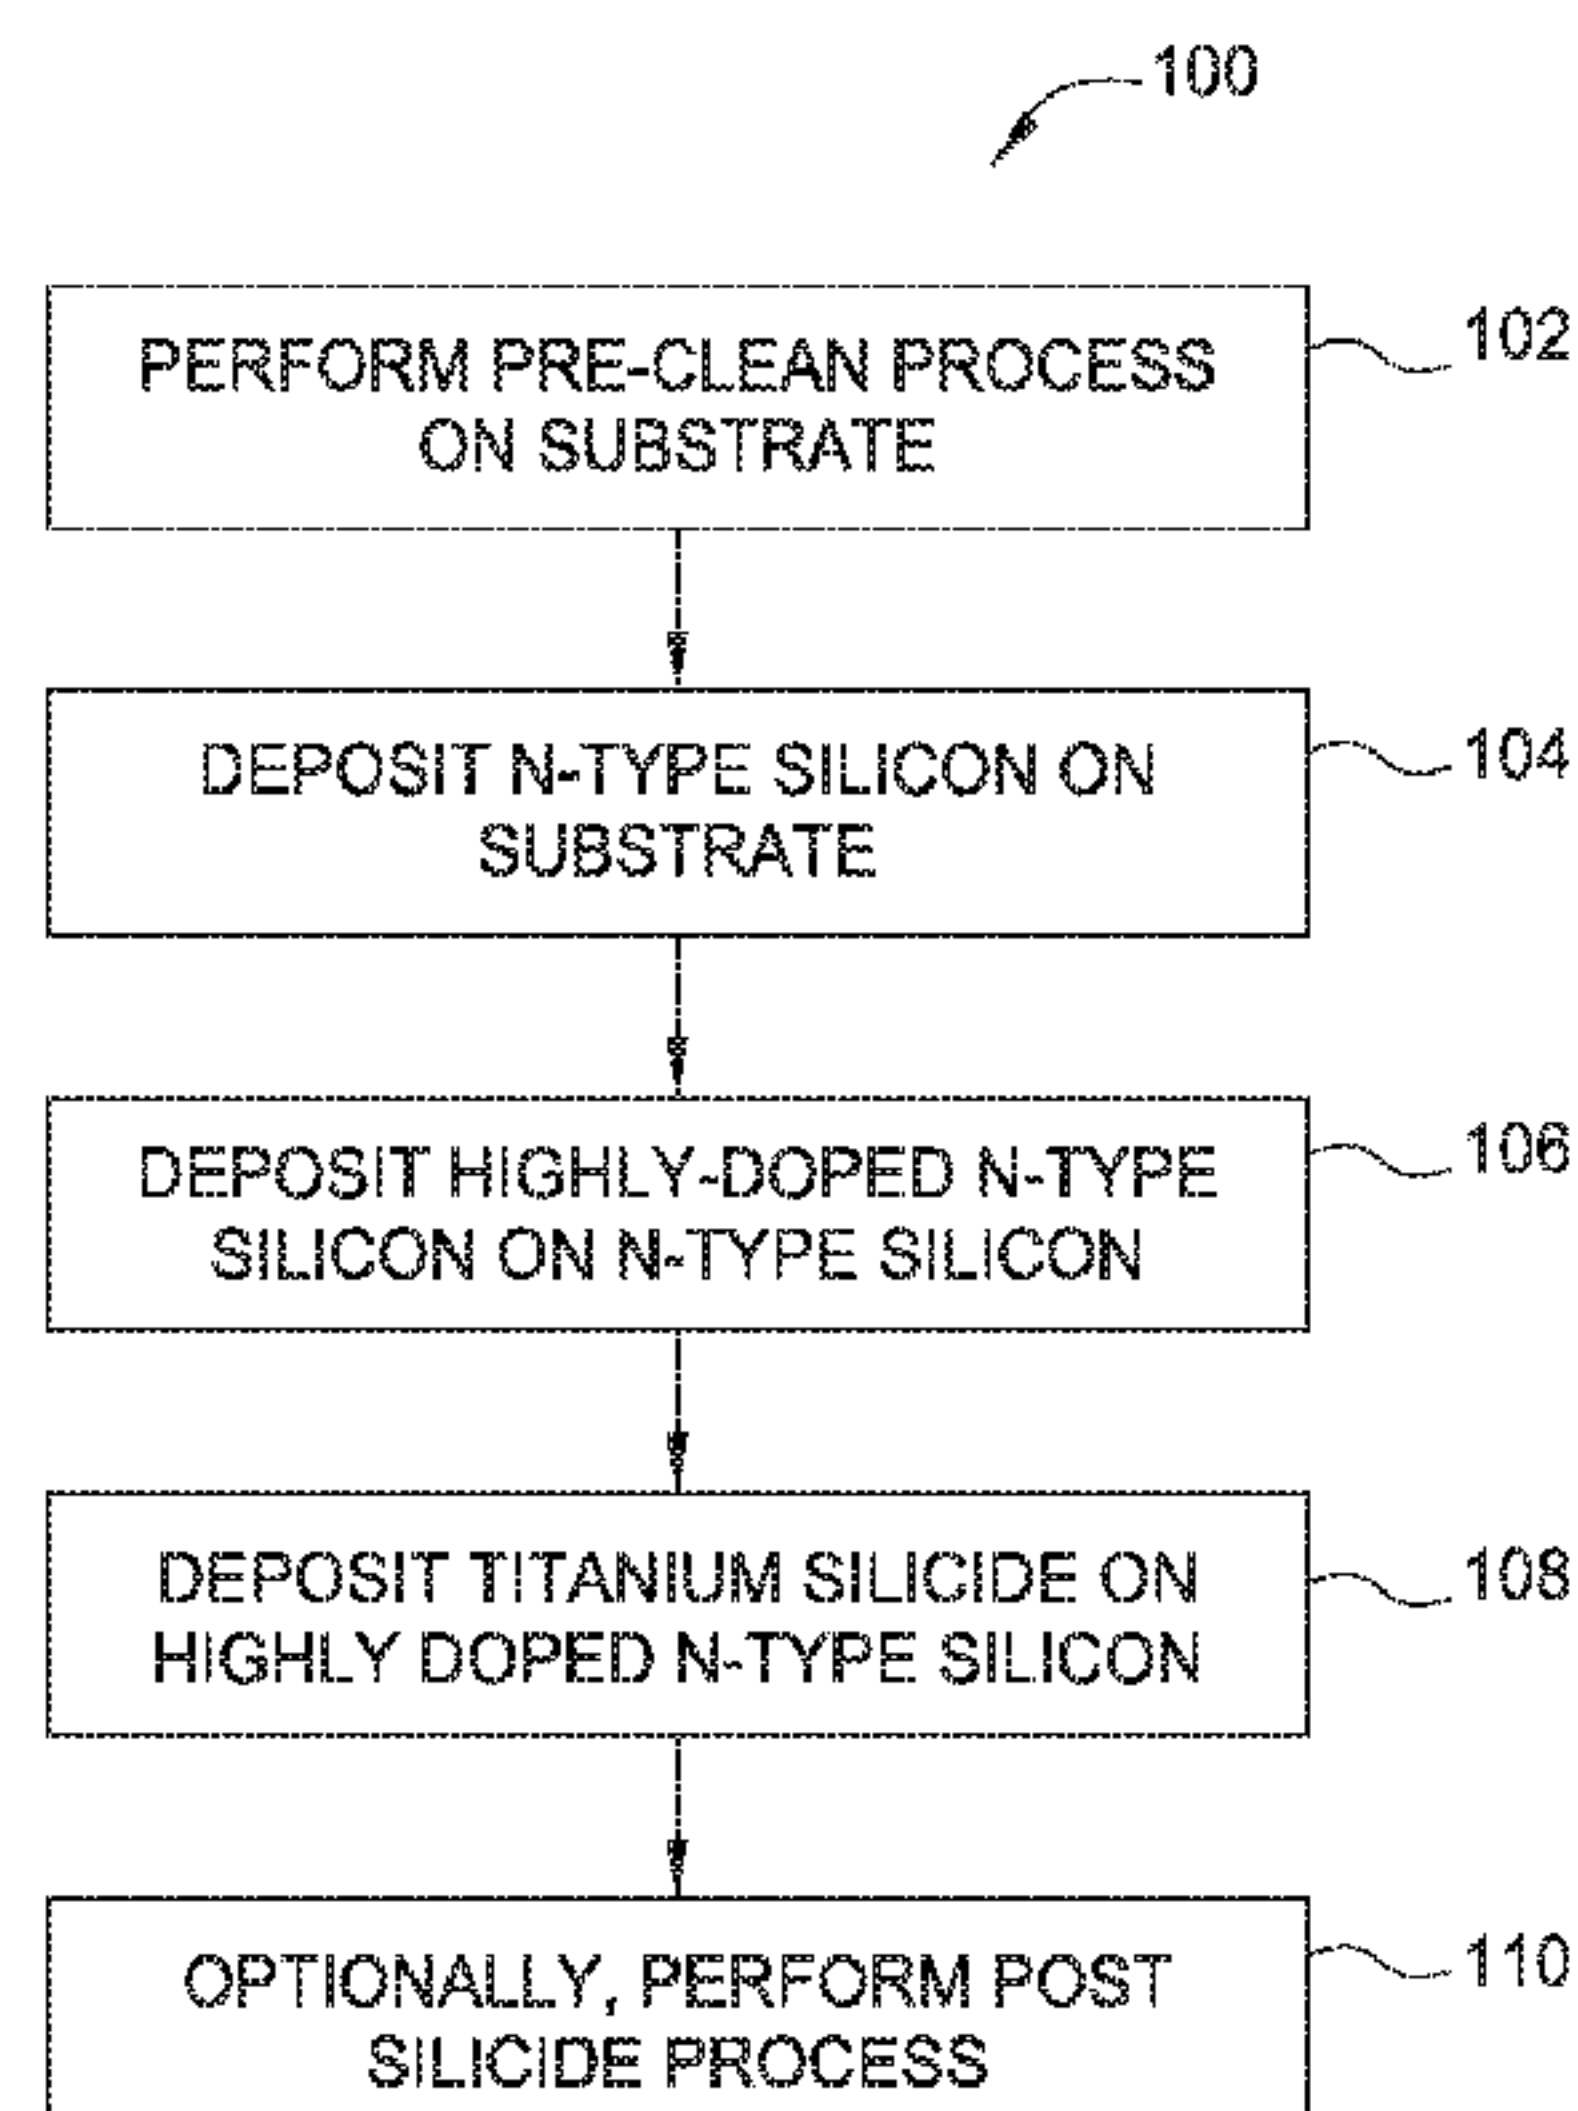 100
PERFORM PRE-CLEAN PROCESS
ON SUBSTRATE
102
DEPOSIT N-TYPE SILICON ON
SUBSTRATE
104
DEPOSIT HIGHLY-DOPED N-TYPE
SILICON ON N-TYPE SILICON
106
DEPOSIT TITANIUM SILICIDE ON
HIGHLY DOPED N-TYPE SILICON
108
OPTIONALLY, PERFORM POST
SILICIDE PROCESS
110